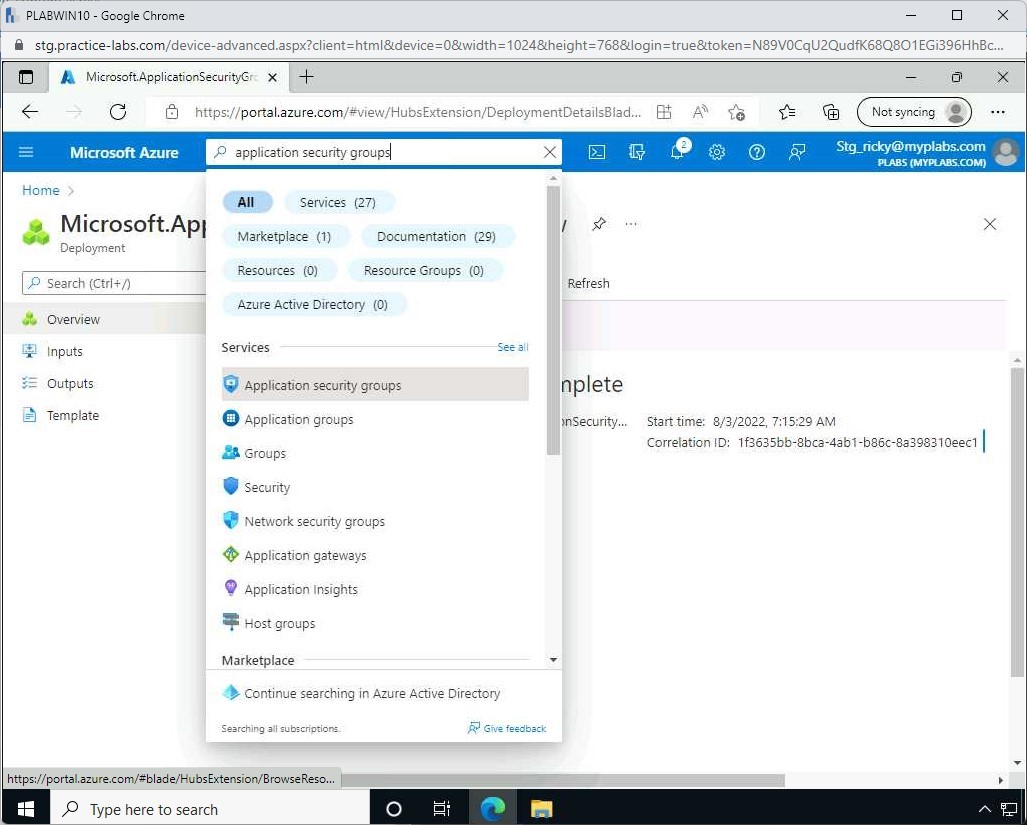 PLABWIN10 - Google Chrome
stg.practice-labs.com/device-advanced.aspx?client=html&device=0&width=1024&height=768&login=true&token=N89V0CqU2QudfK68Q8O1EGi396HhBc...
Microsoft.ApplicationSecurityGro
https://portal.azure.com/#view/HubsExtension/DeploymentDetailsBlad...
Not syncing
Microsoft Azure
application security groups
2
Stg_ricky@myplabs.com
PLABS (MYPLABS.COM)
Home
Microsoft.App
Deployment
Search (Ctrl+/)
Refresh
Overview
Inputs
Outputs
Template
All
Services (27)
Marketplace (1)
Documentation (29)
Resources (0)
Resource Groups (0)
Azure Active Directory (0)
Services
See all
Application security groups
Application groups
Groups
Security
Network security groups
Application gateways
Application Insights
Host groups
Marketplace
Continue searching in Azure Active Directory
Searching all subscriptions.
Give feedback
mplete
onSecurity...
Start time: 8/3/2022, 7:15:29 AM
Correlation ID: 1f3635bb-8bca-4ab1-b86c-8a398310eec1
https://portal.azure.com/#blade/HubsExtension/BrowseReso...
Type here to search